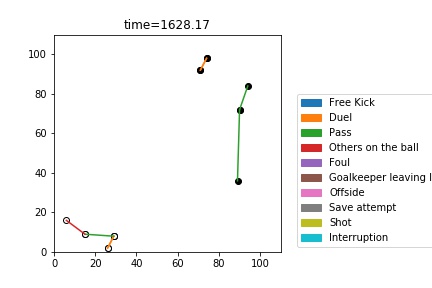 time=1628.17
100
80
60
40
20
0
0 20 40 60 80 100
Free Kick
Duel
Pass
Others on the ball
Foul
Goalkeeper leaving l
Offside
Save attempt
Shot
Interruption